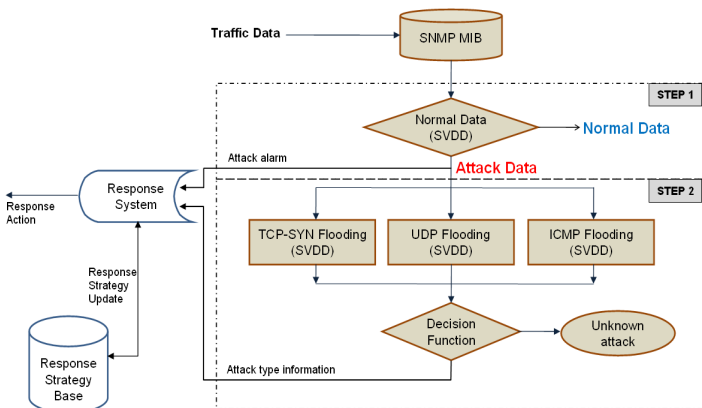 Traffic Data
SNMP MIB
STEP 1
Normal Data
(SVDD)
Normal Data
Attack alarm
Attack Data
STEP 2
Response
System
Response
Action
TCP-SYN Flooding
(SVDD)
UDP Flooding
(SVDD)
ICMP Flooding
(SVDD)
Response
Strategy
Update
Decision
Function
Unknown
attack
Response
Strategy
Base
Attack type information